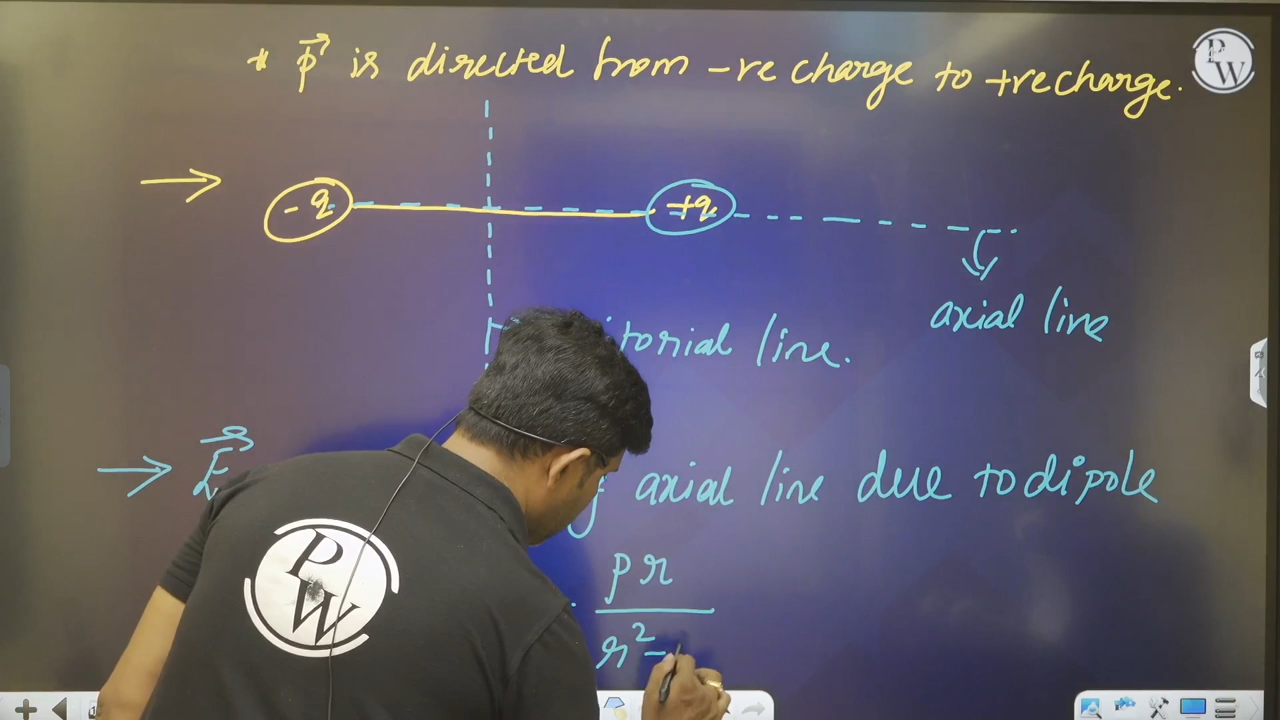 * p⃗ is directed from -ve charge to +ve charge.
PW
-q +q
axial line
line.
→ E⃗ axial line due to dipole
pr
r² -
PW